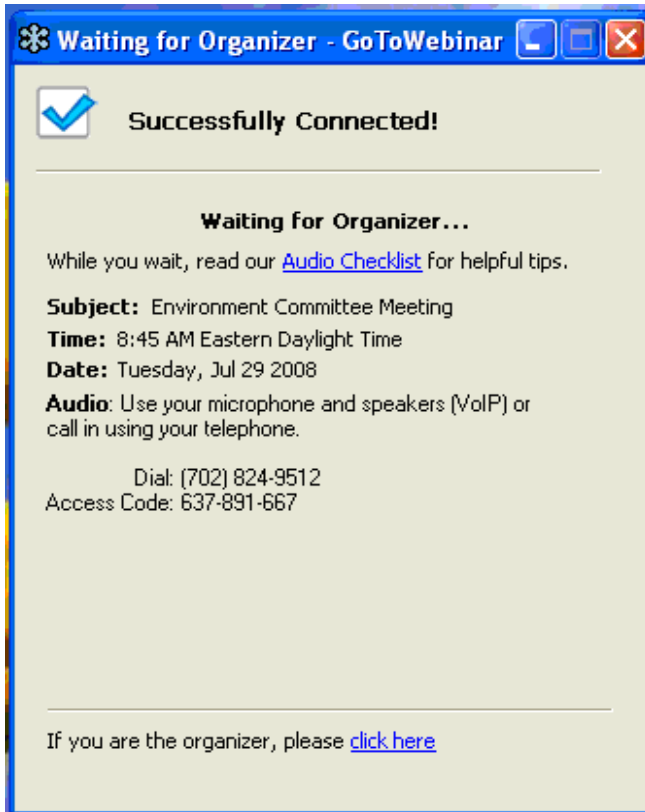 Waiting for Organizer - GoToWebinar
Successfully Connected!
Waiting for Organizer...
While you wait, read our Audio Checklist for helpful tips.
Subject: Environment Committee Meeting
Time: 8:45 AM Eastern Daylight Time
Date: Tuesday, Jul 29 2008
Audio: Use your microphone and speakers (VoIP) or
call in using your telephone.
Dial: (702) 824-9512
Access Code: 637-891-667
If you are the organizer, please click here